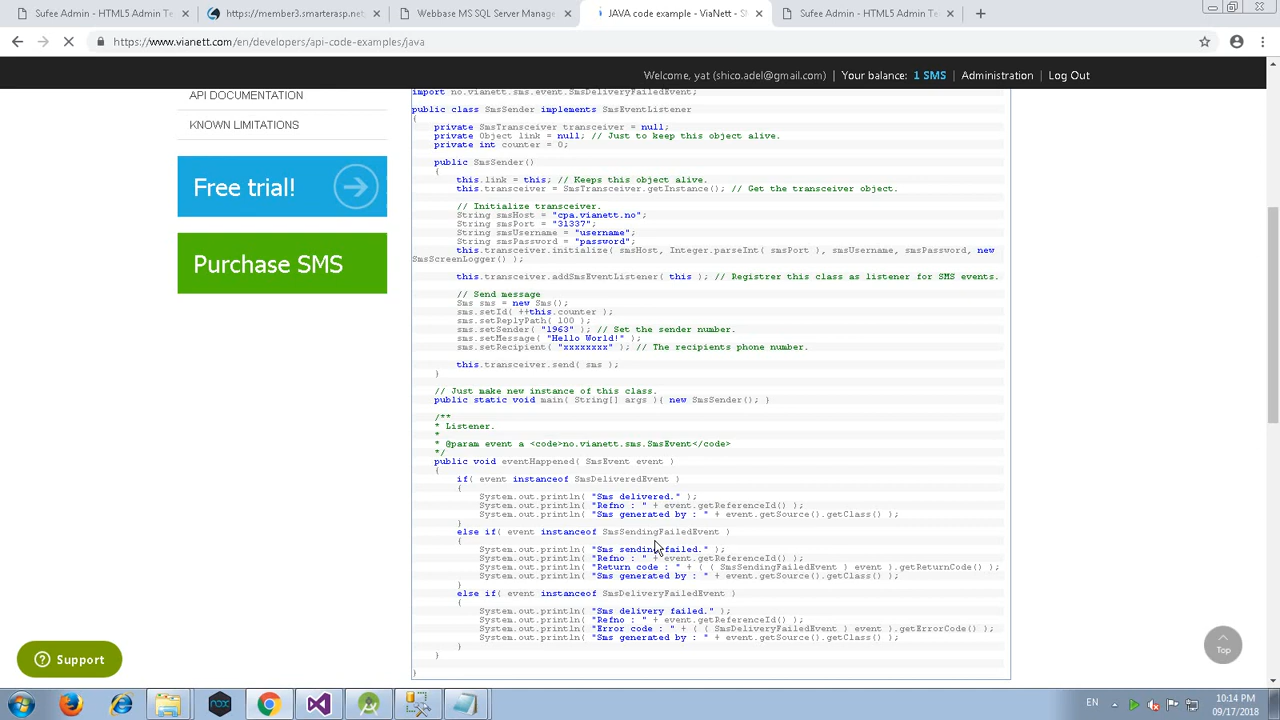 Sufee Admin - HTML5 Admin Te
https://member3.smarterasp.net
Webbase MS SQL Server Manage
JAVA code example - ViaNett - S
Sufee Admin - HTML5 Admin Te
https://www.vianett.com/en/developers/api-code-examples/java
Welcome, yat (shico.adel@gmail.com) | Your balance: 1 SMS | Administration | Log Out
API DOCUMENTATION
KNOWN LIMITATIONS
Free trial!
Purchase SMS
import no.vianett.sms.event.SmsDeliveryFailedEvent;
public class SmsSender implements SmsEventListener
{
private SmsTransceiver transceiver = null;
private Object link = null; // Just to keep this object alive.
private int counter = 0;
public SmsSender()
{
this.link = this; // Keeps this object alive.
this.transceiver = SmsTransceiver.getInstance(); // Get the transceiver object.
// Initialize transceiver.
String smsHost = "cpa.vianett.no";
String smsPort = "31337";
String smsUsername = "username";
String smsPassword = "password";
this.transceiver.initialize( smsHost, Integer.parseInt( smsPort ), smsUsername, smsPassword, new
SmsScreenLogger() );
this.transceiver.addSmsEventListener( this ); // Registrer this class as listener for SMS events.
// Send message
Sms sms = new Sms();
sms.setId( ++this.counter );
sms.setReplyPath( 100 );
sms.setSender( "1963" ); // Set the sender number.
sms.setMessage( "Hello World!" );
sms.setRecipient( "xxxxxxxx" ); // The recipients phone number.
this.transceiver.send( sms );
}
// Just make new instance of this class.
public static void main( String[] args ){ new SmsSender(); }
/**
* Listener.
*
* @param event a <code>no.vianett.sms.SmsEvent</code>
*/
public void eventHappened( SmsEvent event )
{
if( event instanceof SmsDeliveredEvent )
{
System.out.println( "Sms delivered." );
System.out.println( "Refno : " + event.getReferenceId() );
System.out.println( "Sms generated by : " + event.getSource().getClass() );
}
else if( event instanceof SmsSendingFailedEvent )
{
System.out.println( "Sms sending failed." );
System.out.println( "Refno : " + event.getReferenceId() );
System.out.println( "Return code : " + ( ( SmsSendingFailedEvent ) event ).getReturnCode() );
System.out.println( "Sms generated by : " + event.getSource().getClass() );
}
else if( event instanceof SmsDeliveryFailedEvent )
{
System.out.println( "Sms delivery failed." );
System.out.println( "Refno : " + event.getReferenceId() );
System.out.println( "Error code : " + ( ( SmsDeliveryFailedEvent ) event ).getErrorCode() );
System.out.println( "Sms generated by : " + event.getSource().getClass() );
}
}
}
Support
Top
nox
EN
10:14 PM
09/17/2018